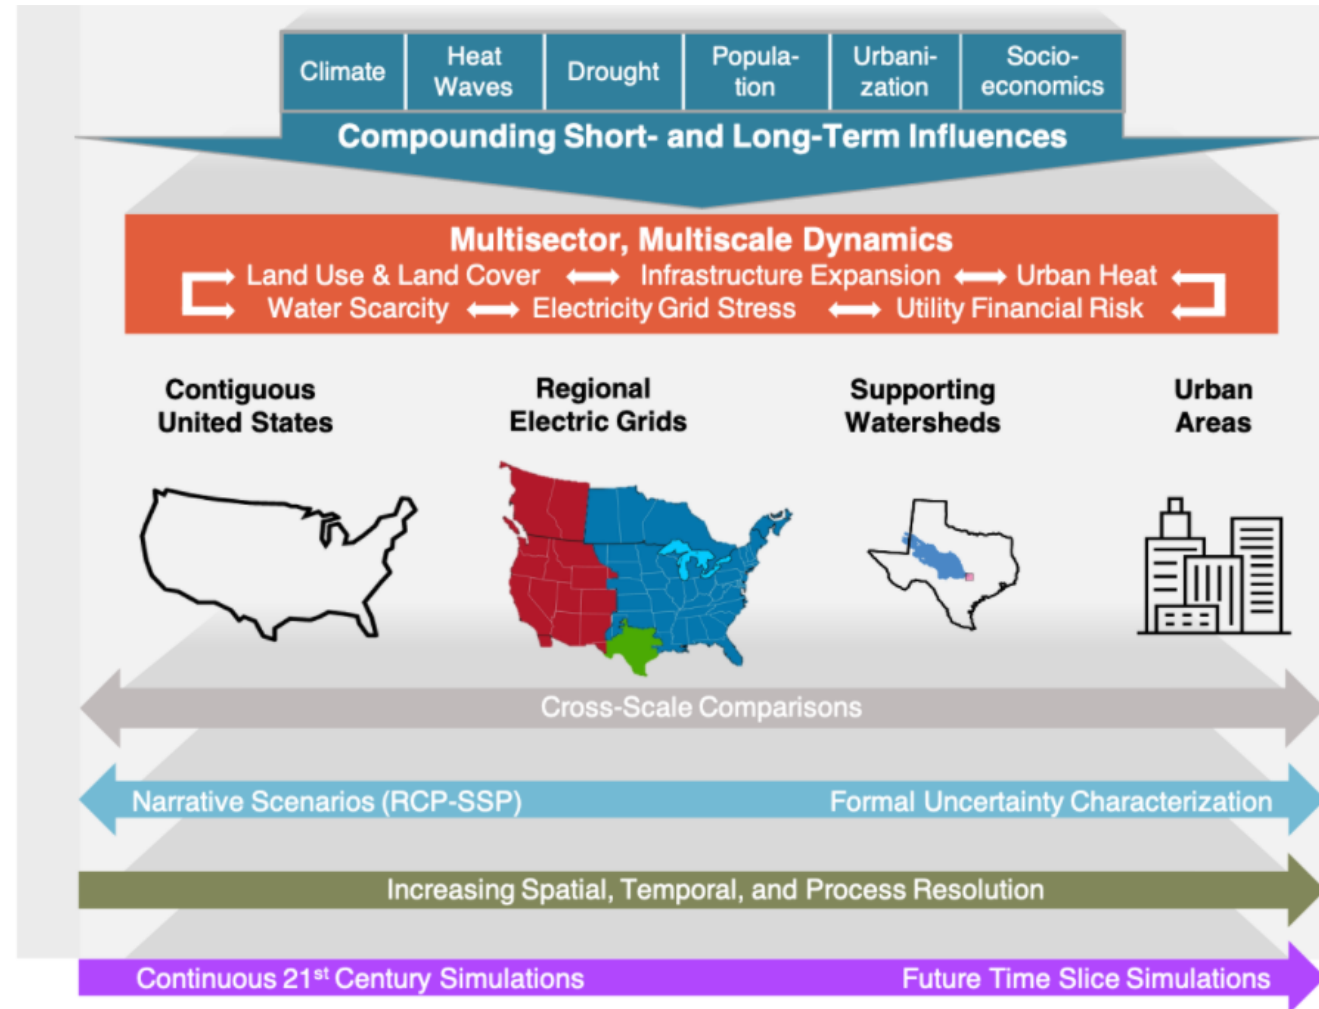 Climate
Heat
Waves
Drought
Popula-
tion
Urbani-
zation
Socio-
economics
Compounding Short- and Long-Term Influences
Multisector, Multiscale Dynamics
Land Use & Land Cover Infrastructure Expansion Urban Heat
Water Scarcity Electricity Grid Stress Utility Financial Risk
Contiguous
United States
Regional
Electric Grids
Supporting
Watersheds
Urban
Areas
Cross-Scale Comparisons
Narrative Scenarios (RCP-SSP) Formal Uncertainty Characterization
Increasing Spatial, Temporal, and Process Resolution
Continuous 21st Century Simulations Future Time Slice Simulations